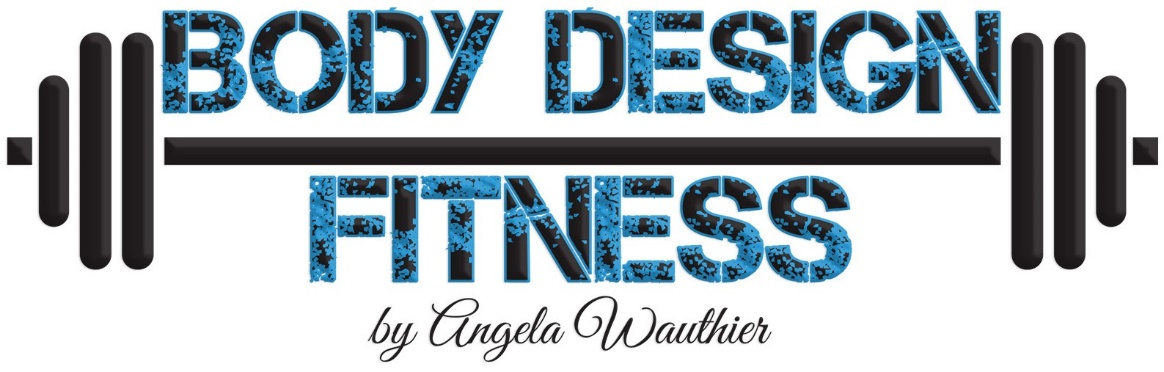 BODY DESIGN
FITNESS
by Angela Wauthier